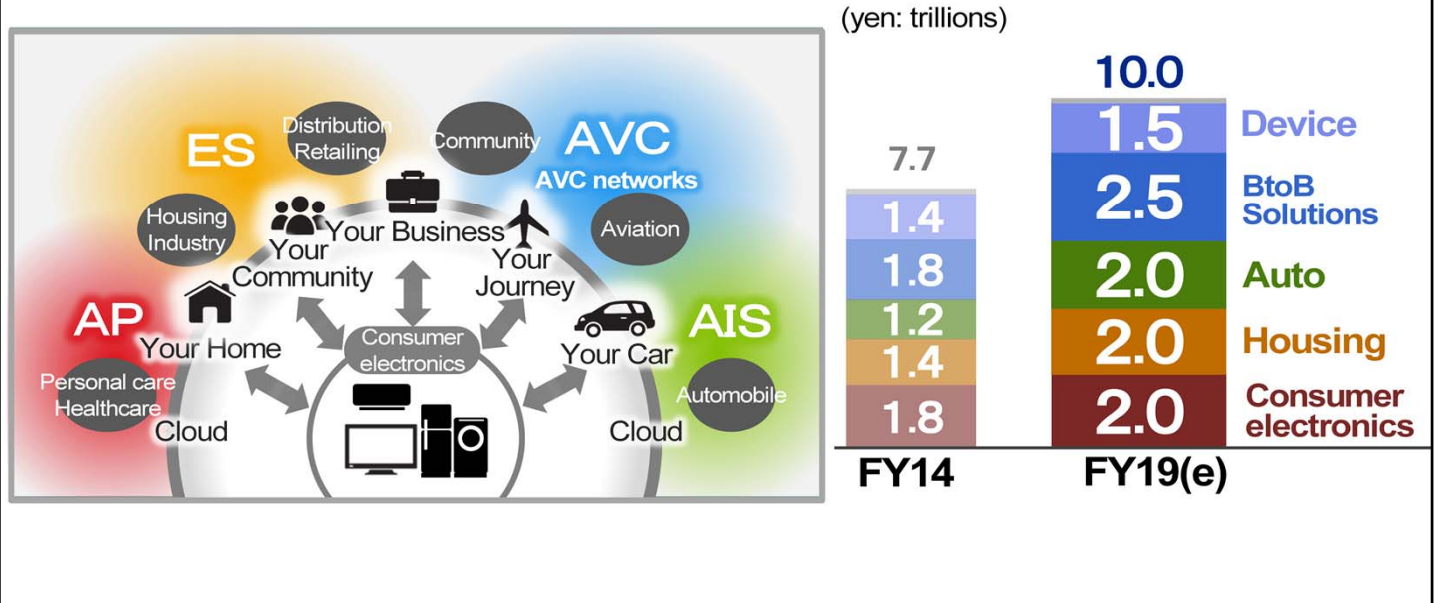 (yen: trillions)
ES
Distribution
Retailing
Community
AVC
AVC networks
Housing
Industry
Your
Community
Your Business
Your
Journey
Aviation
AP
Your Home
Consumer
electronics
Your Car
AIS
Personal care
Healthcare
Cloud
Cloud
Automobile
7.7
1.4
1.8
1.2
1.4
1.8
FY14
10.0
1.5
2.5
2.0
2.0
2.0
FY19(e)
Device
BtoB
Solutions
Auto
Housing
Consumer
electronics